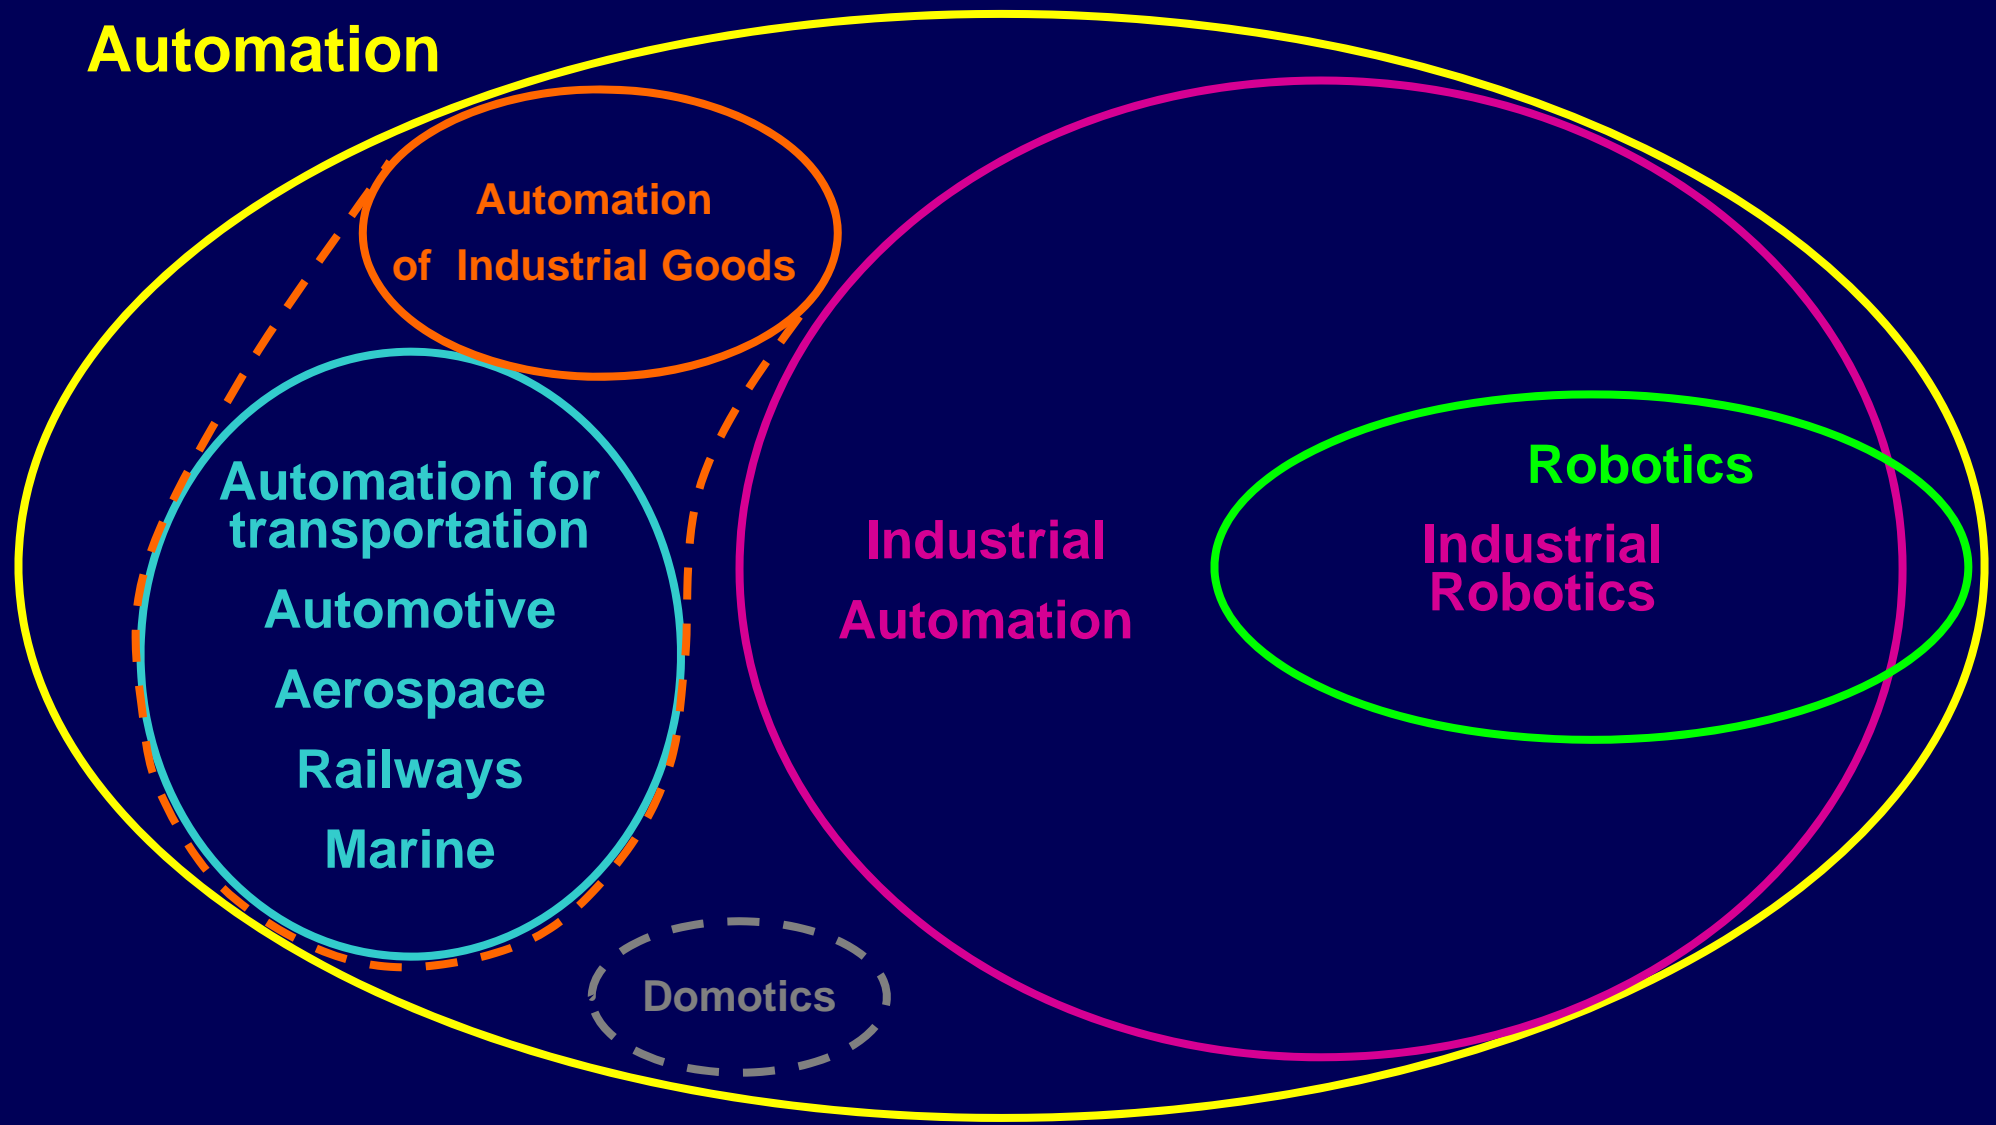 Automation
Automation
of  Industrial Goods
Automation for
transportation
Automotive
Aerospace
Railways
Marine
Industrial
Automation
Robotics
Industrial
Robotics
Domotics